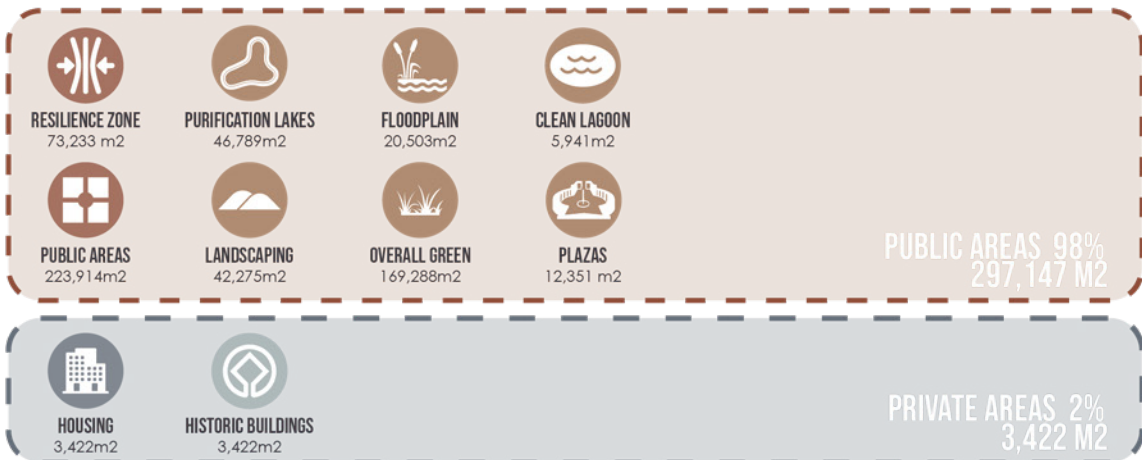 RESILIENCE ZONE
73,233 m2
PURIFICATION LAKES
46,789m2
FLOODPLAIN
20,503m2
CLEAN LAGOON
5,941m2
PUBLIC AREAS
223,914m2
LANDSCAPING
42,275m2
OVERALL GREEN
169,288m2
PLAZAS
12,351 m2
PUBLIC AREAS 98%
297,147 M2
HOUSING
3,422m2
HISTORIC BUILDINGS
3,422m2
PRIVATE AREAS 2%
3,422 M2